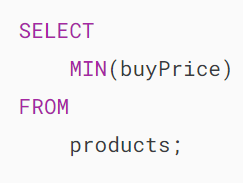 SELECT
    MIN(buyPrice)
FROM
    products;